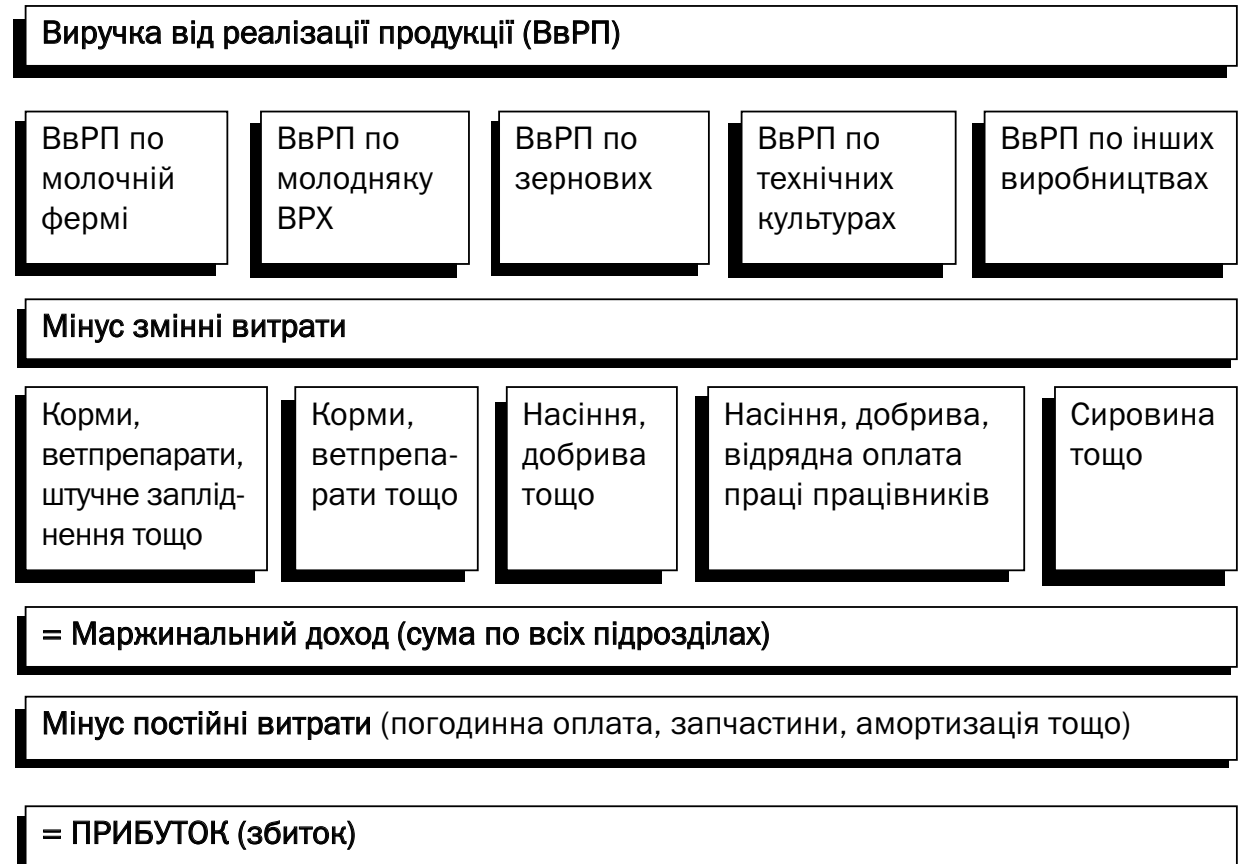 Виручка від реалізації продукції (ВвРП)
ВвРП по
молочній
фермі
ВвРП по
молодняку
ВРХ
ВвРП по
зернових
ВвРП по
технічних
культурах
ВвРП по інших
виробництвах
Мінус змінні витрати
Корми,
ветпрепарати,
штучне заплід-
нення тощо
Корми,
ветпрепа-
рати тощо
Насіння,
добрива
тощо
Насіння, добрива,
відрядна оплата
праці працівників
Сировина
тощо
= Маржинальний доход (сума по всіх підрозділах)
Мінус постійні витрати (погодинна оплата, запчастини, амортизація тощо)
= ПРИБУТОК (збиток)